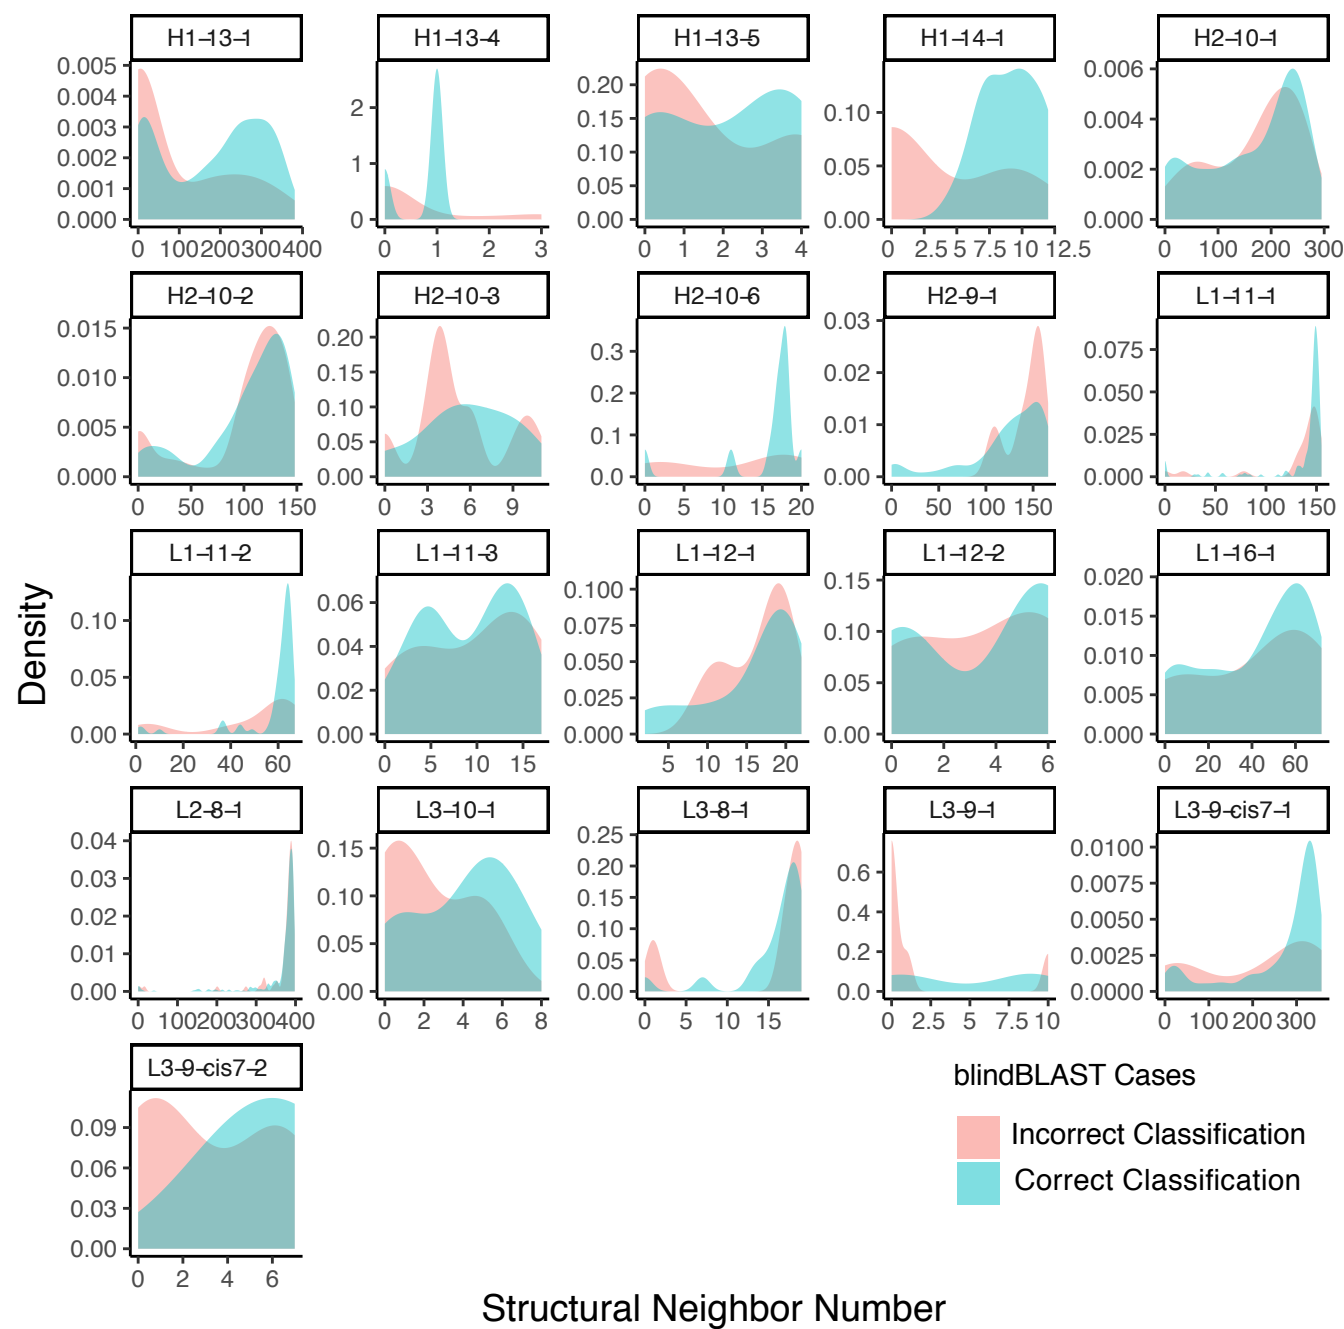 H1-13-1 H1-13-4 H1-13-5 H1-14-1 H2-10-1
0.005 0.004 0.003 0.002 0.001 0.000
2 1 0
0.20 0.15 0.10 0.05 0.00
0.10 0.05 0.00
0.006 0.004 0.002 0.000
0 100 200 300 400
0 1 2 3
0 1 2 3 4
0 2.5 5 7.5 10 12.5
0 100 200 300
H2-10-2 H2-10-3 H2-10-6 H2-9-1 L1-11-1
0.015 0.010 0.005 0.000
0.20 0.15 0.10 0.05 0.00
0.3 0.2 0.1 0.0
0.03 0.02 0.01 0.00
0.075 0.050 0.025 0.000
0 50 100 150
0 3 6 9
0 5 10 15 20
0 50 100 150
0 50 100 150
L1-11-2 L1-11-3 L1-12-1 L1-12-2 L1-16-1
0.10 0.05 0.00
0.06 0.04 0.02 0.00
0.100 0.075 0.050 0.025 0.000
0.15 0.10 0.05 0.00
0.020 0.015 0.010 0.005 0.000
0 20 40 60
0 5 10 15
5 10 15 20
0 2 4 6
0 20 40 60
Density
L2-8-1 L3-10-1 L3-8-1 L3-9-1 L3-9-cis7-1
0.04 0.03 0.02 0.01 0.00
0.15 0.10 0.05 0.00
0.25 0.20 0.15 0.10 0.05 0.00
0.6 0.4 0.2 0.0
0.0100 0.0075 0.0050 0.0025 0.0000
0 100 200 300 400
0 2 4 6 8
0 5 10 15
0 2.5 5 7.5 10
0 100 200 300
L3-9-cis7-2
0.09 0.06 0.03 0.00
0 2 4 6
blindBLAST Cases
Incorrect Classification
Correct Classification
Structural Neighbor Number